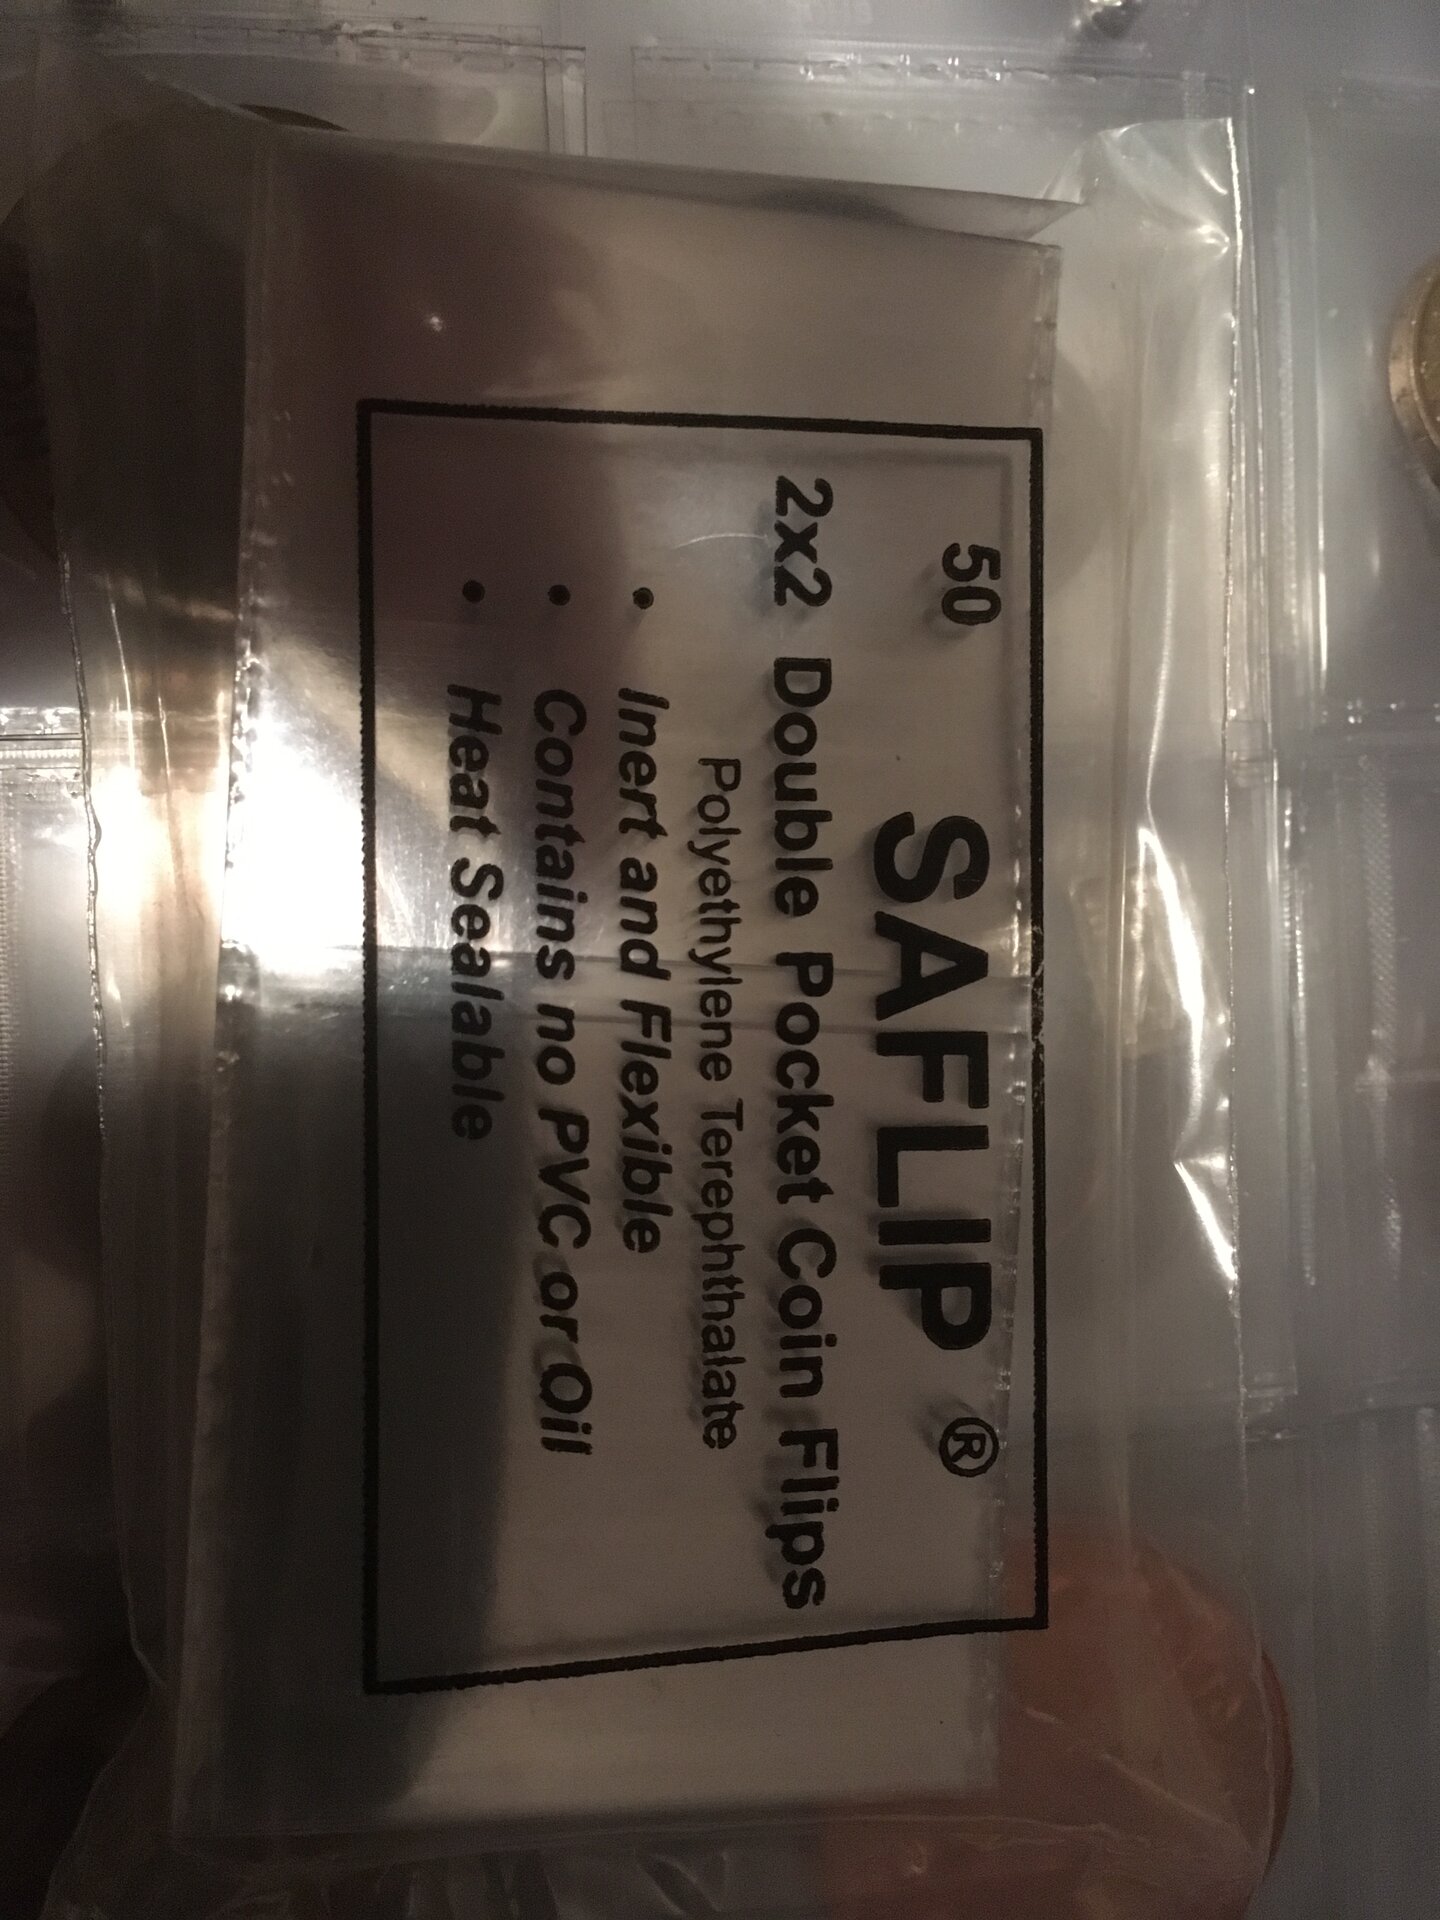 50 SAFLIP ®
2x2 Double Pocket Coin Flips
Polyethylene Terephthalate
• Inert and Flexible
• Contains no PVC or Oil
• Heat Sealable